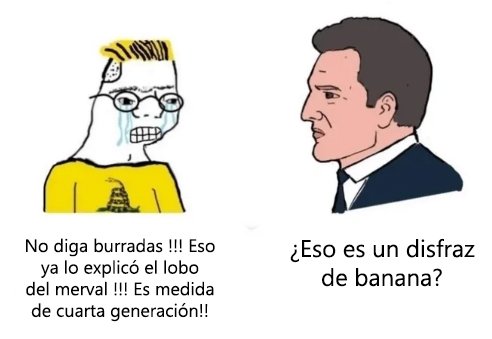 No diga burradas !!! Eso
ya lo explicó el lobo
del merval !!! Es medida
de cuarta generación!!
¿Eso es un disfraz
de banana?